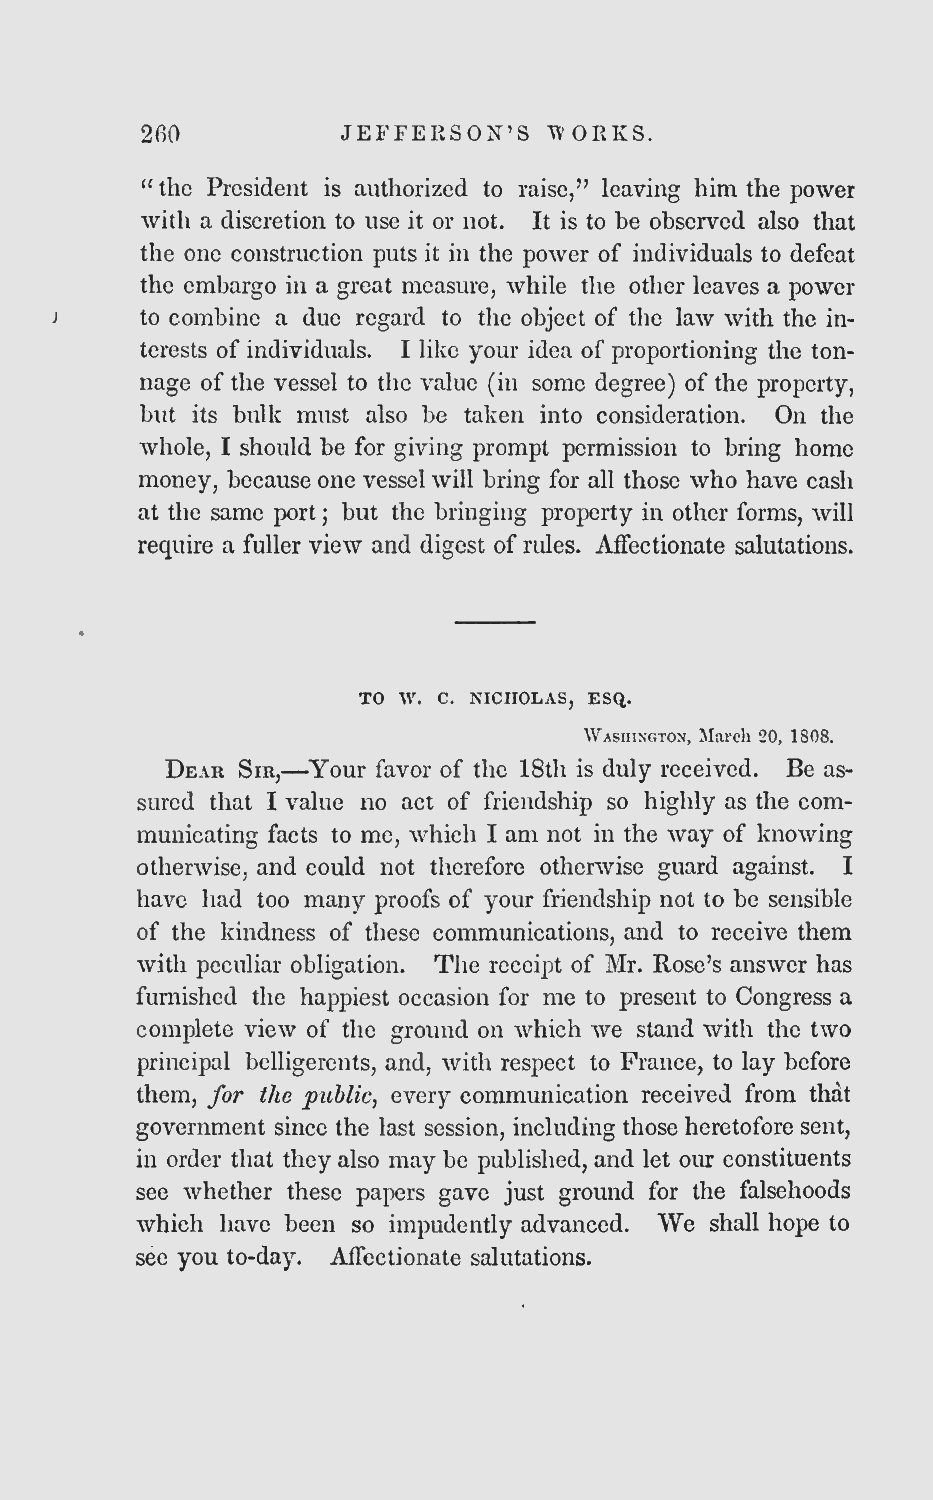 260 JEFFERSON'S WORKS.
"the President is authorized to raise," leaving him the power
with a discretion to use it or not. It is to be observed also that
the one construction puts it in the power of individuals to defeat
the embargo in a great measure, while the other leaves a power
to combine a due regard to the object of the law with the in-
terests of individuals. I like your idea of proportioning the ton-
nage of the vessel to the value (in some degree) of the property,
but its bulk must also be taken into consideration. On the
whole, I should be for giving prompt permission to bring home
money, because one vessel will bring for all those who have cash
at the same port; but the bringing property in other forms, will
require a fuller view and digest of rules. Affectionate salutations.
TO W. C. NICHOLAS, ESQ.
WASHINGTON, March 20, 1808.
DEAR SIR,—Your favor of the 18th is duly received. Be as-
sured that I value no act of friendship so highly as the com-
municating facts to me, which I am not in the way of knowing
otherwise, and could not therefore otherwise guard against. I
have had too many proofs of your friendship not to be sensible
of the kindness of these communications, and to receive them
with peculiar obligation. The receipt of Mr. Rose's answer has
furnished the happiest occasion for me to present to Congress a
complete view of the ground on which we stand with the two
principal belligerents, and, with respect to France, to lay before
them, for the public, every communication received from that
government since the last session, including those heretofore sent,
in order that they also may be published, and let our constituents
see whether these papers gave just ground for the falsehoods
which have been so impudently advanced. We shall hope to
see you to-day. Affectionate salutations.